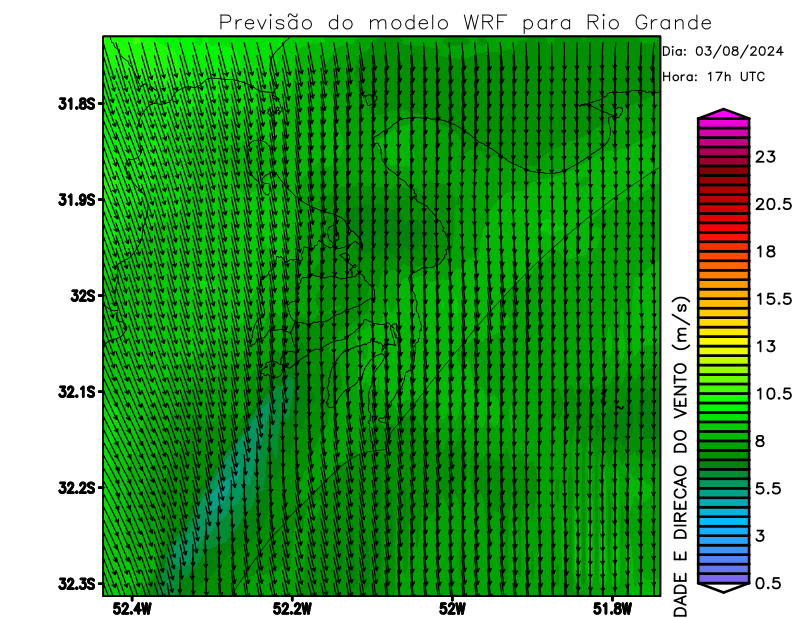 Previsão do modelo WRF para Rio Grande
Dia: 03/08/2024
Hora: 17h UTC
31.8S
31.9S
32S
32.1S
32.2S
32.3S
52.4W
52.2W
52W
51.8W
23
20.5
18
15.5
13
10.5
8
5.5
3
0.5
DADE E DIRECAO DO VENTO (m/s)